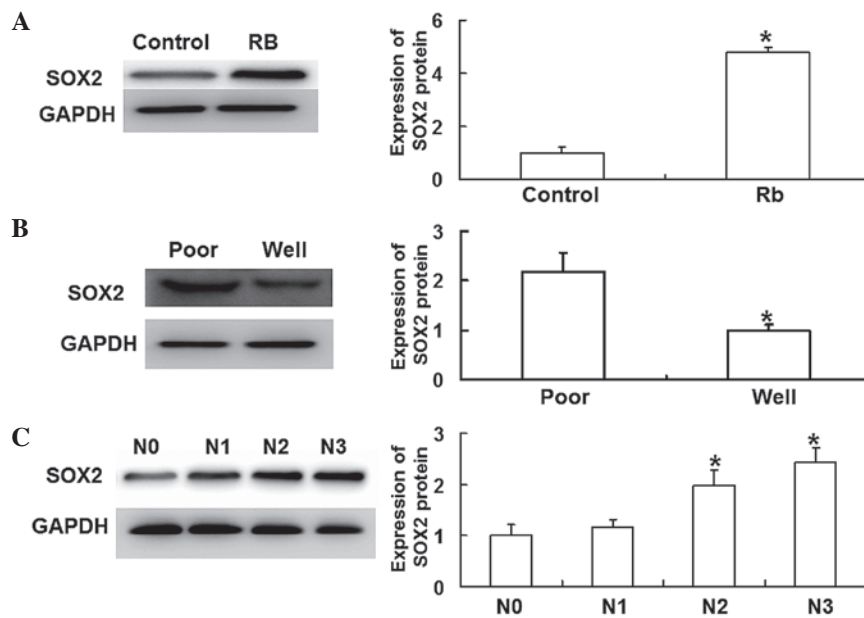 A
Control RB
SOX2
GAPDH
Expression of
SOX2 protein
6
4
2
0
*
Control Rb
B
Poor Well
SOX2
GAPDH
Expression of
SOX2 protein
3
2
1
0
*
Poor Well
C
N0 N1 N2 N3
SOX2
GAPDH
Expression of
SOX2 protein
3
2
1
0
* *
N0 N1 N2 N3